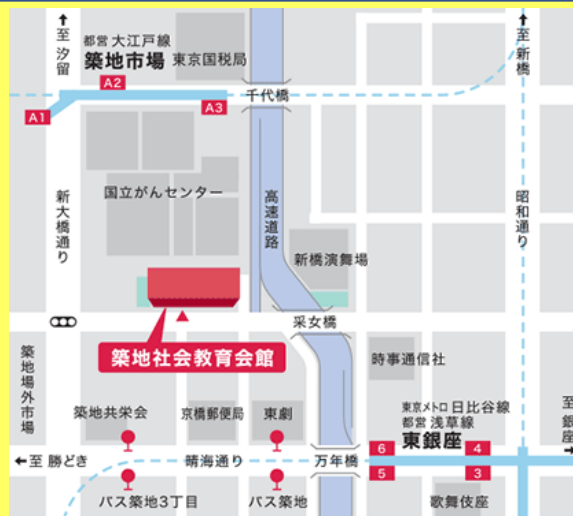 至 汐留
都営 大江戸線
築地市場
東京国税局
至 新橋
A2
A1
A3
千代橋
国立がんセンター
新大橋通り
高速道路
昭和通り
新橋演舞場
采女橋
築地社会教育会館
時事通信社
築地場外市場
築地共栄会
京橋郵便局
東劇
東京メトロ 日比谷線
都営 浅草線
東銀座
至 銀
6
4
至 勝どき
晴海通り
万年橋
5
3
バス築地3丁目
バス築地
歌舞伎座